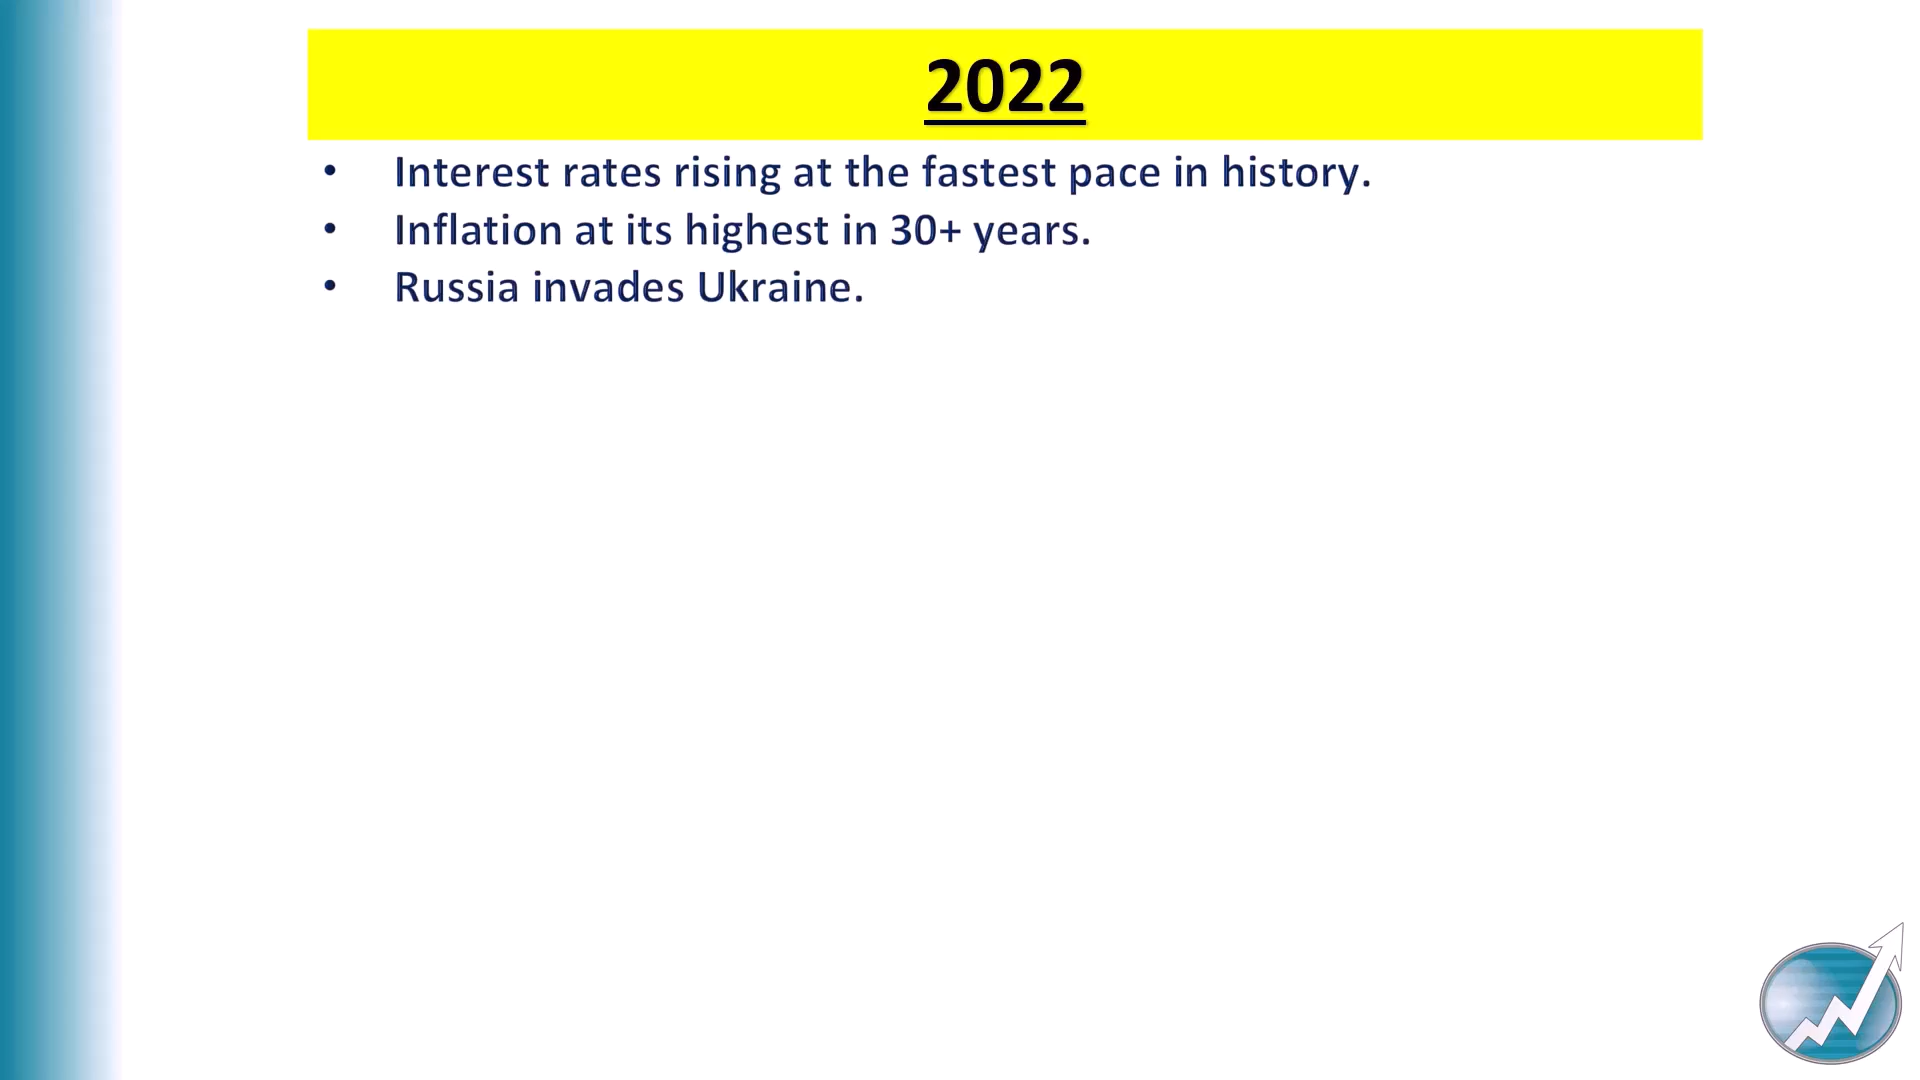 2022
• Interest rates rising at the fastest pace in history.
• Inflation at its highest in 30+ years.
• Russia invades Ukraine.